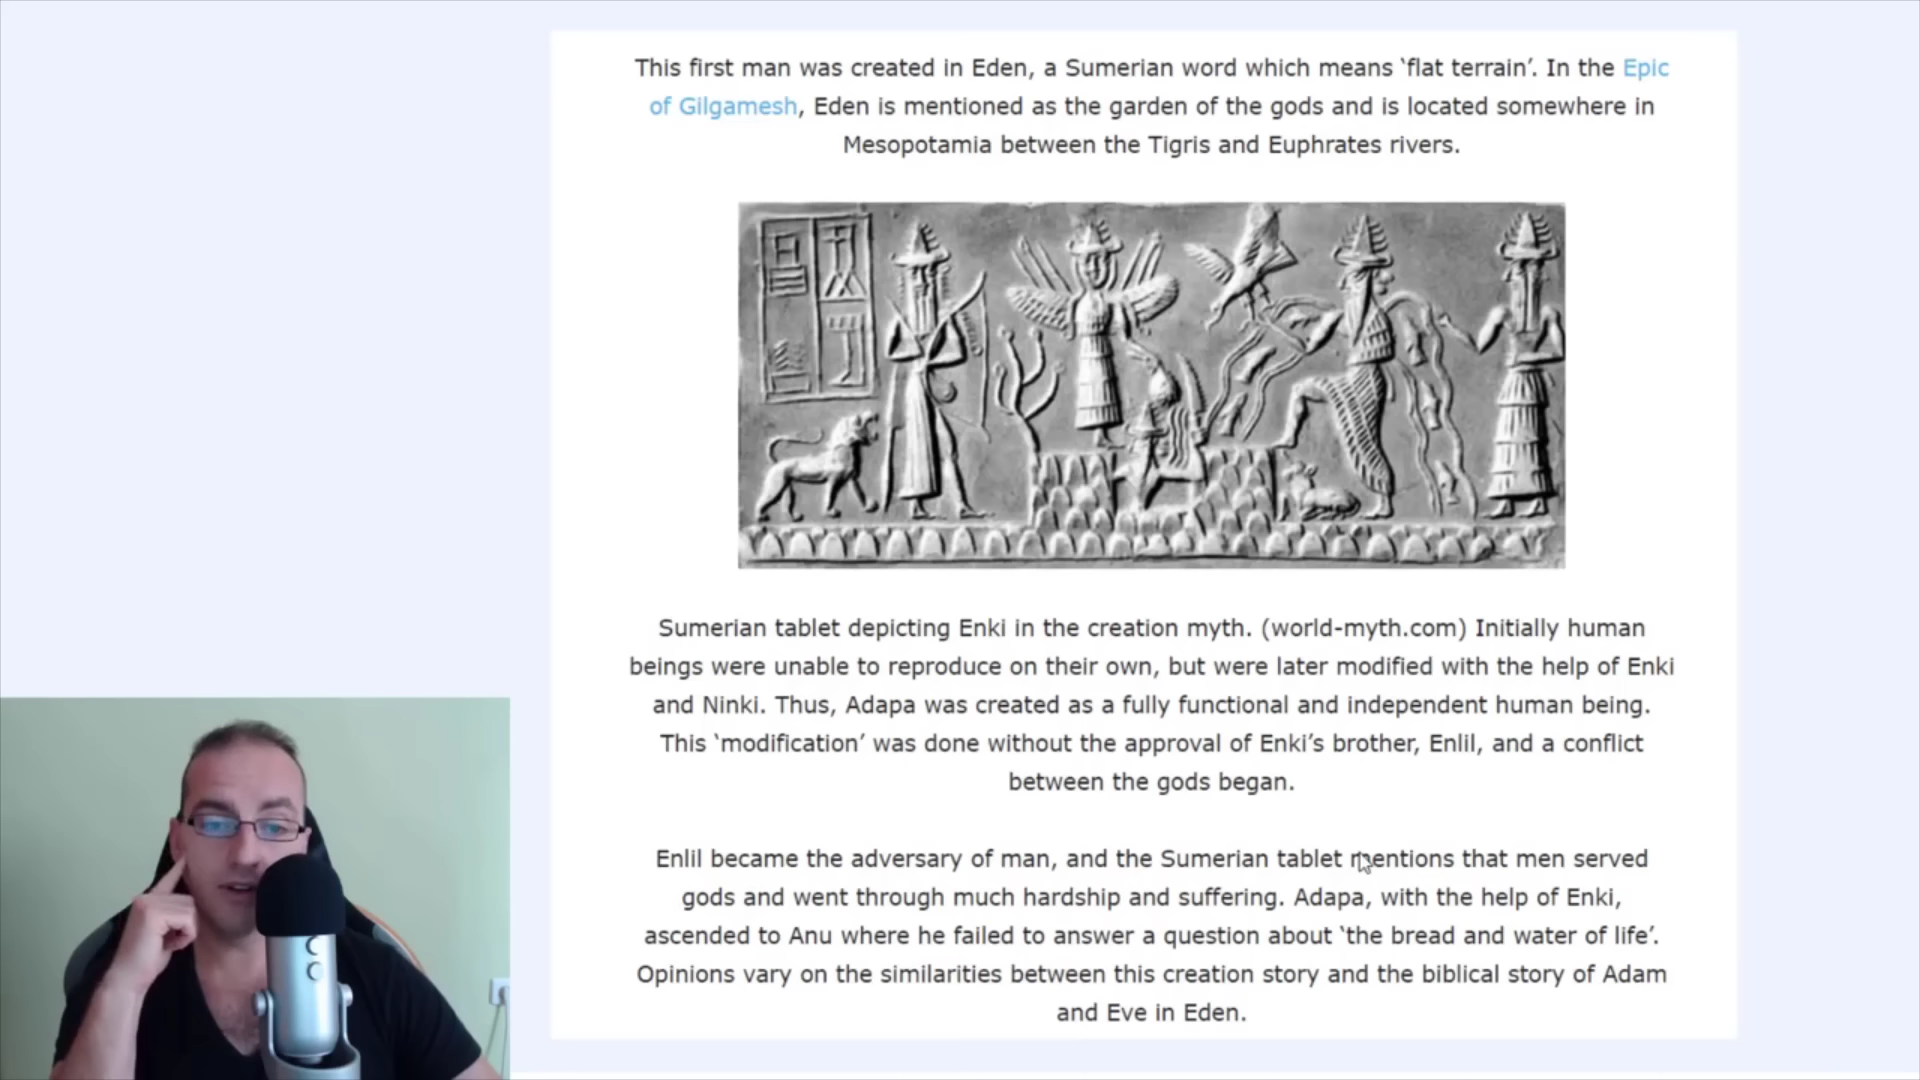 This first man was created in Eden, a Sumerian word which means ‘flat terrain’. In the Epic
of Gilgamesh, Eden is mentioned as the garden of the gods and is located somewhere in
Mesopotamia between the Tigris and Euphrates rivers.
Sumerian tablet depicting Enki in the creation myth. (world-myth.com) Initially human
beings were unable to reproduce on their own, but were later modified with the help of Enki
and Ninki. Thus, Adapa was created as a fully functional and independent human being.
This ‘modification’ was done without the approval of Enki’s brother, Enlil, and a conflict
between the gods began.
Enlil became the adversary of man, and the Sumerian tablet mentions that men served
gods and went through much hardship and suffering. Adapa, with the help of Enki,
ascended to Anu where he failed to answer a question about ‘the bread and water of life’.
Opinions vary on the similarities between this creation story and the biblical story of Adam
and Eve in Eden.